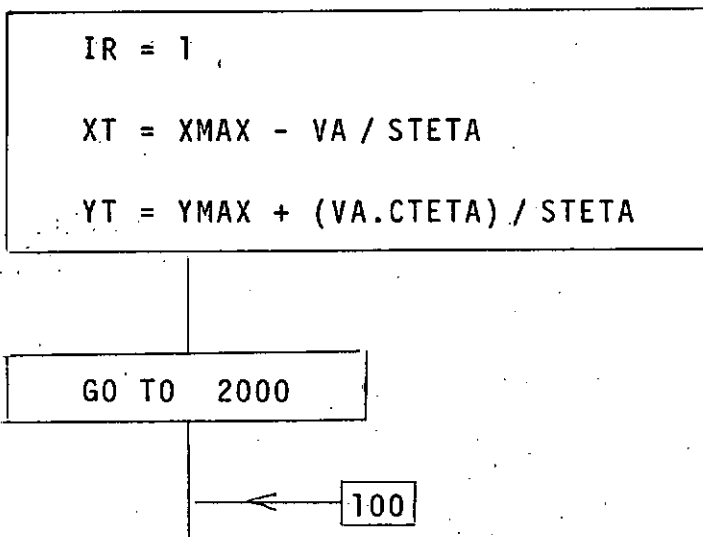 IR = 1
XT = XMAX - VA / STETA
YT = YMAX + (VA.CTETA) / STETA
GO TO 2000
100